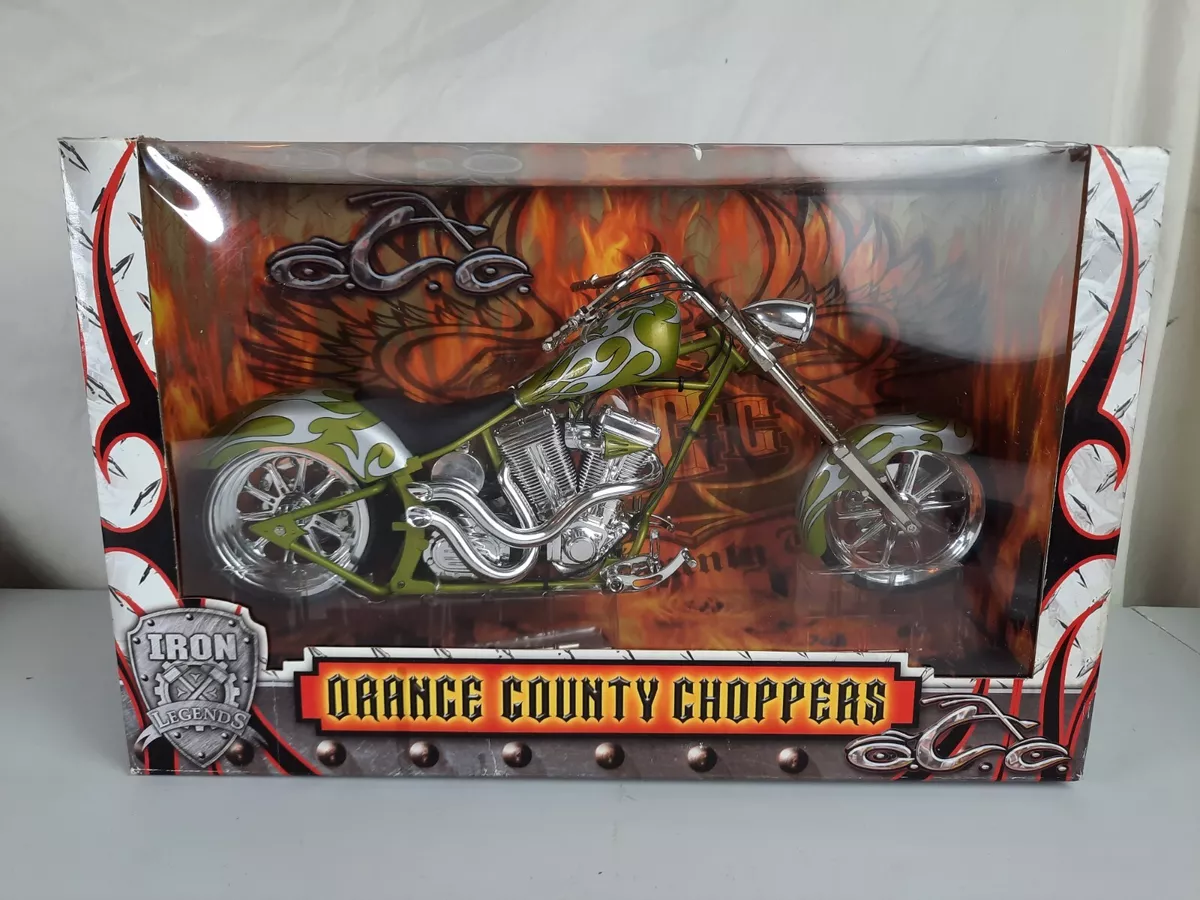 O.C.C.
IRON
LEGENDS
ORANGE COUNTY CHOPPERS
O.C.C.